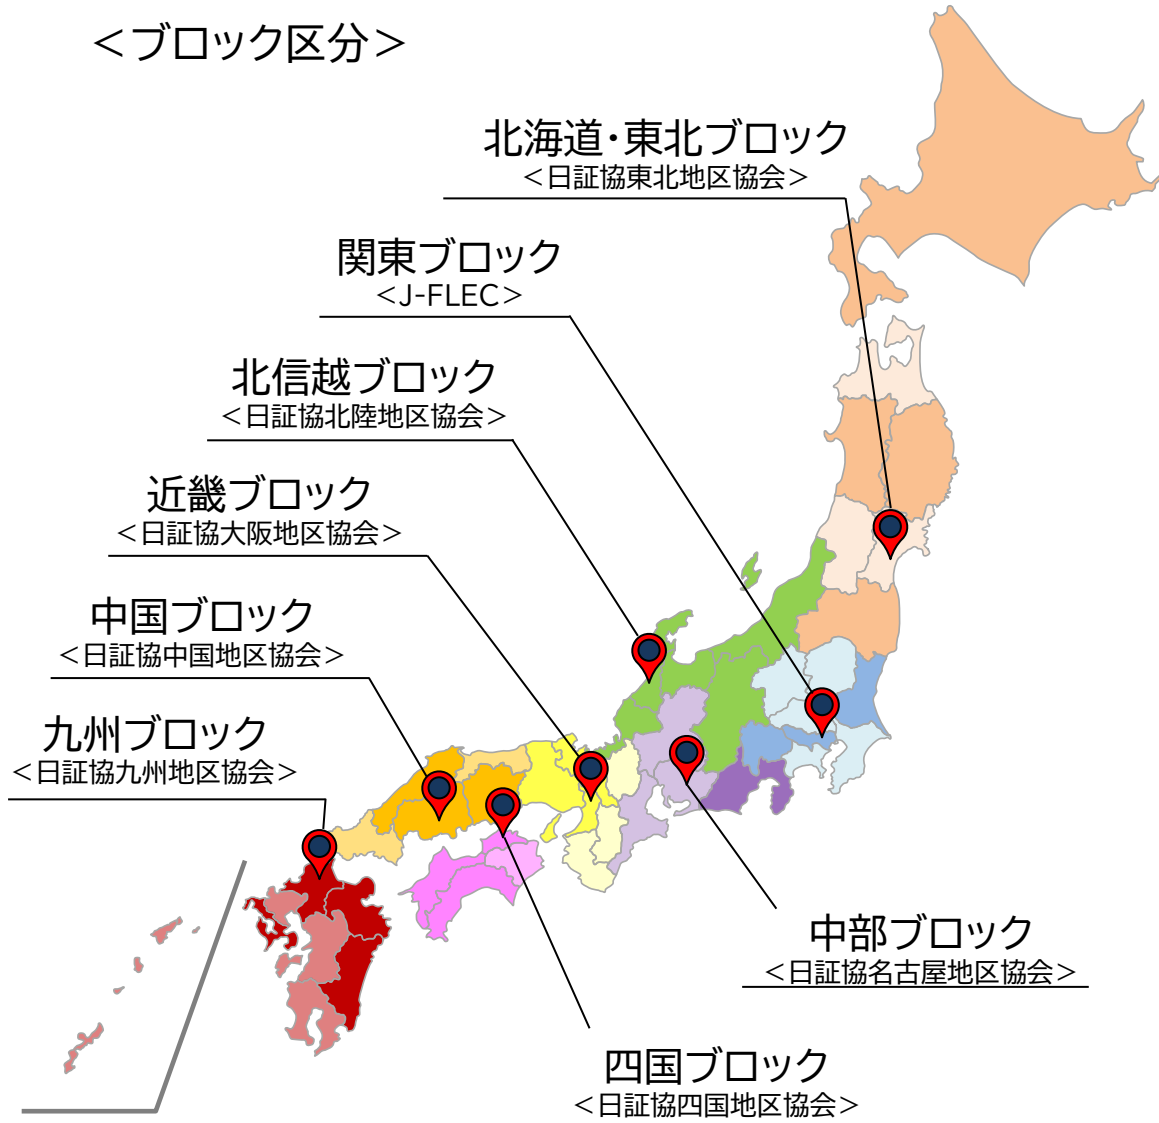 ＜ブロック区分＞
北海道・東北ブロック
＜日証協東北地区協会＞
関東ブロック
＜J-FLEC＞
北信越ブロック
＜日証協北陸地区協会＞
近畿ブロック
＜日証協大阪地区協会＞
中国ブロック
＜日証協中国地区協会＞
九州ブロック
＜日証協九州地区協会＞
中部ブロック
＜日証協名古屋地区協会＞
四国ブロック
＜日証協四国地区協会＞